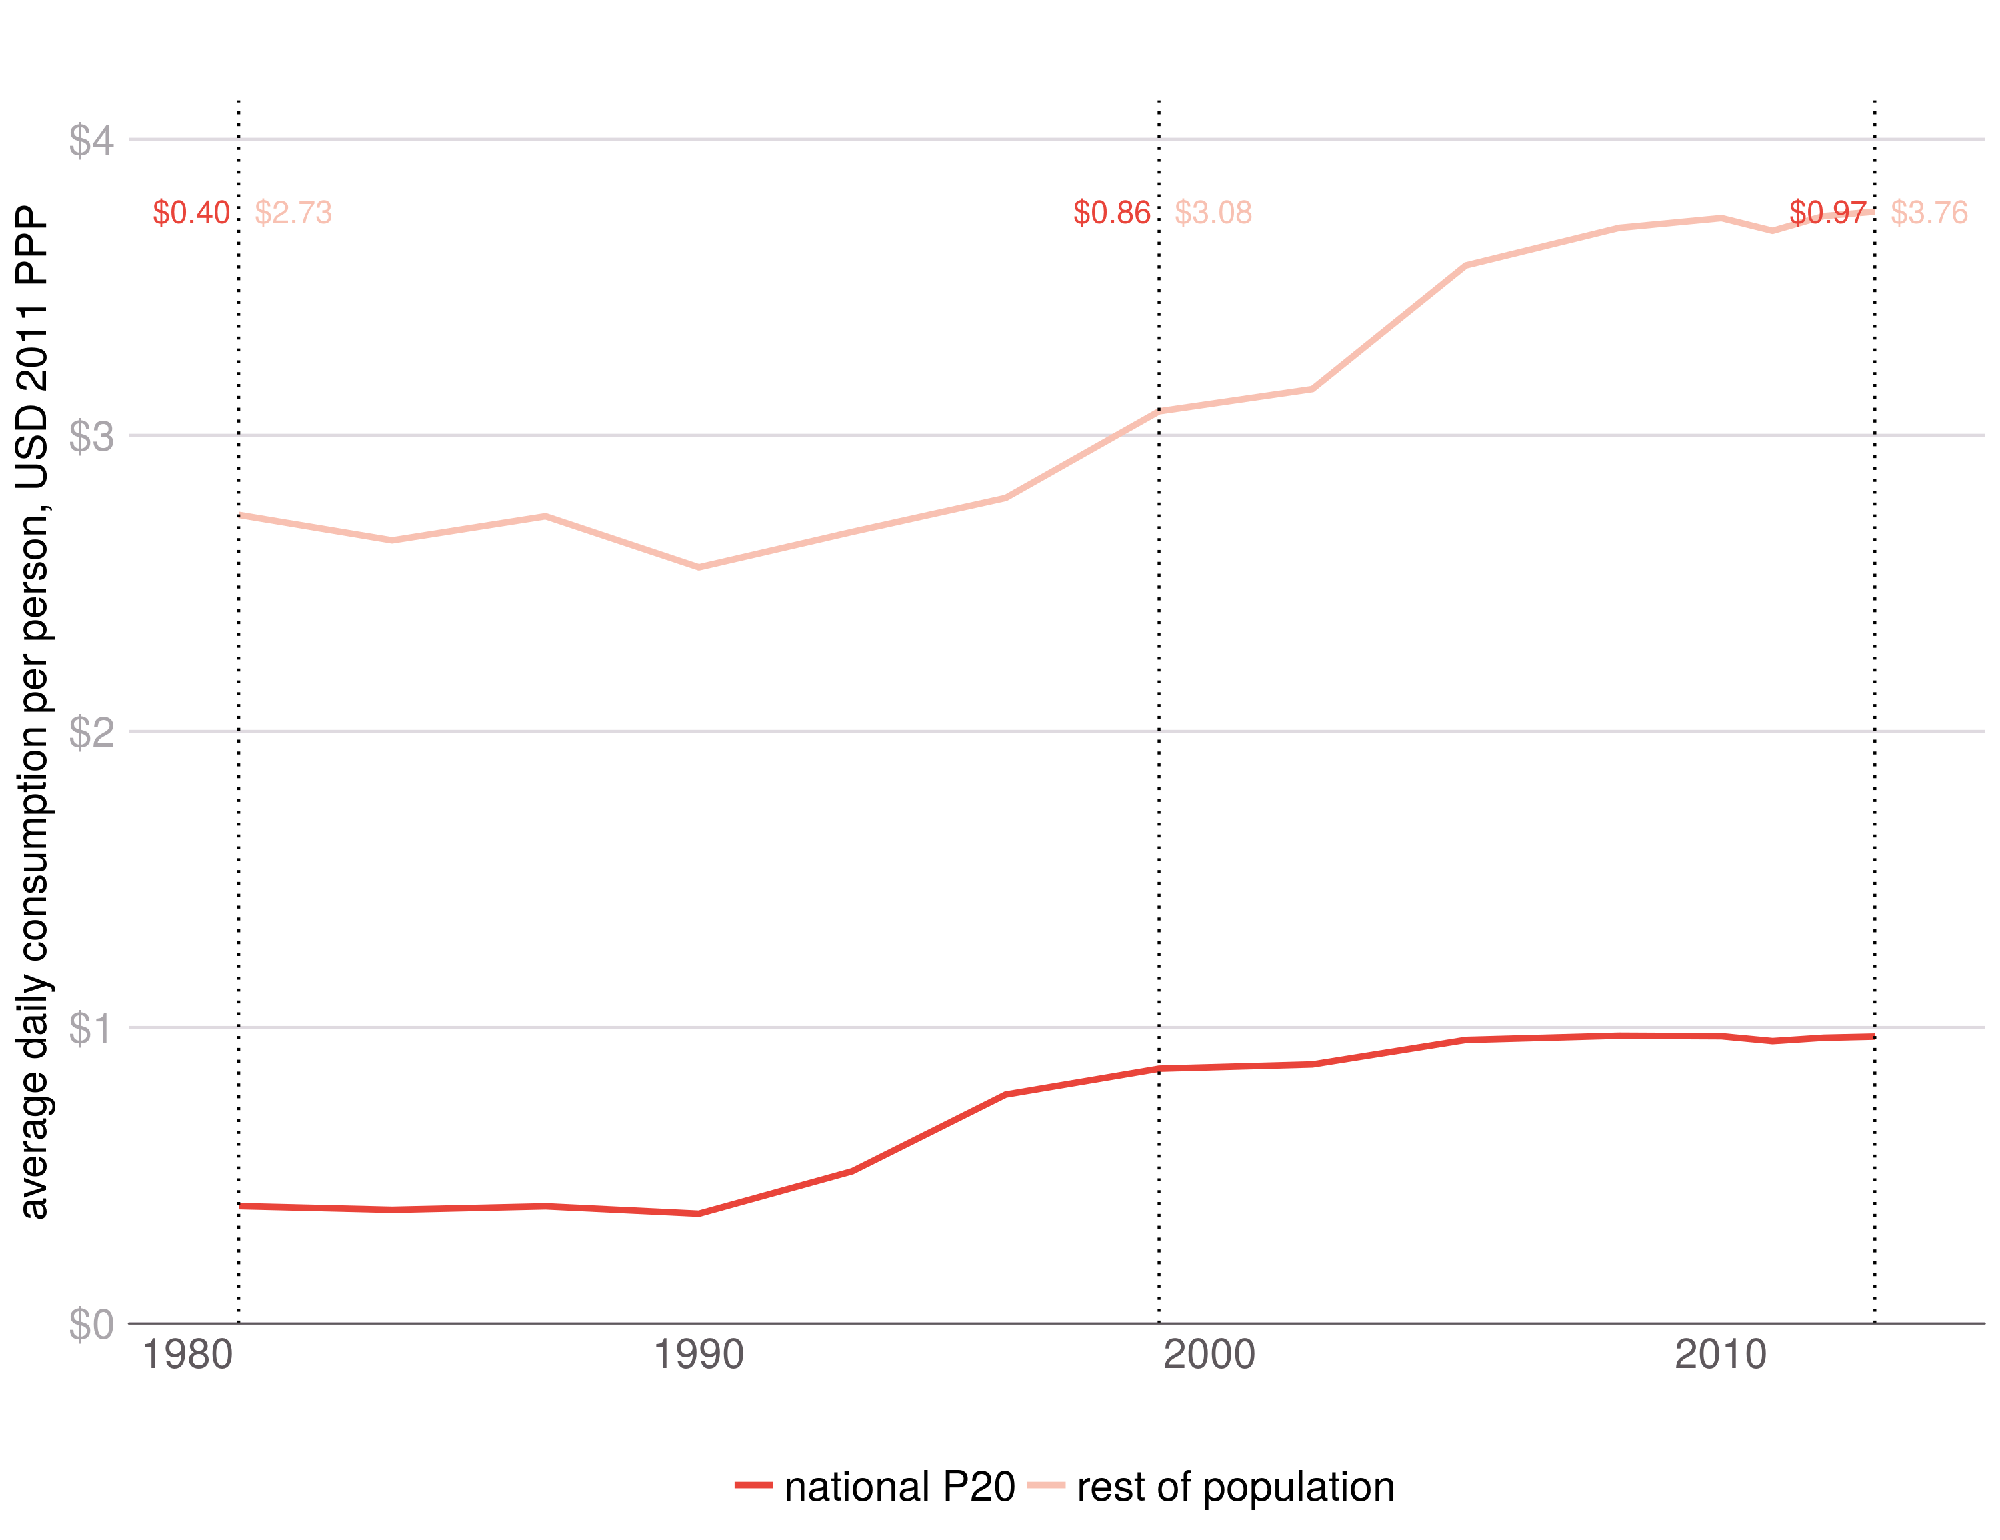 average daily consumption per person, USD 2011 PPP
$4
$0.40 $2.73 $0.86 $3.08 $0.97 $3.76
$3
$2
$1
$0
1980 1990 2000 2010
national P20 rest of population